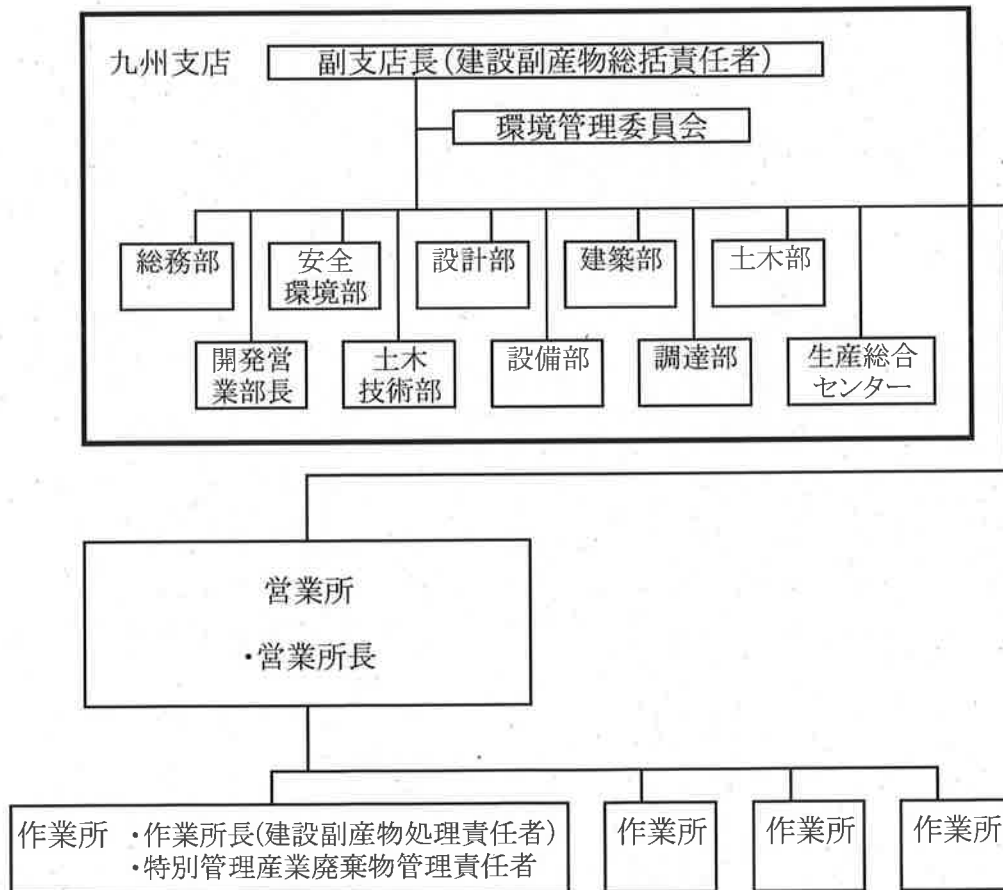 九州支店
副支店長(建設副産物総括責任者)
環境管理委員会
総務部
安全
環境部
設計部
建築部
土木部
開発営
業部長
土木
技術部
設備部
調達部
生産総合
センター
営業所
・営業所長
作業所 ・作業所長(建設副産物処理責任者)
・特別管理産業廃棄物管理責任者
作業所
作業所
作業所